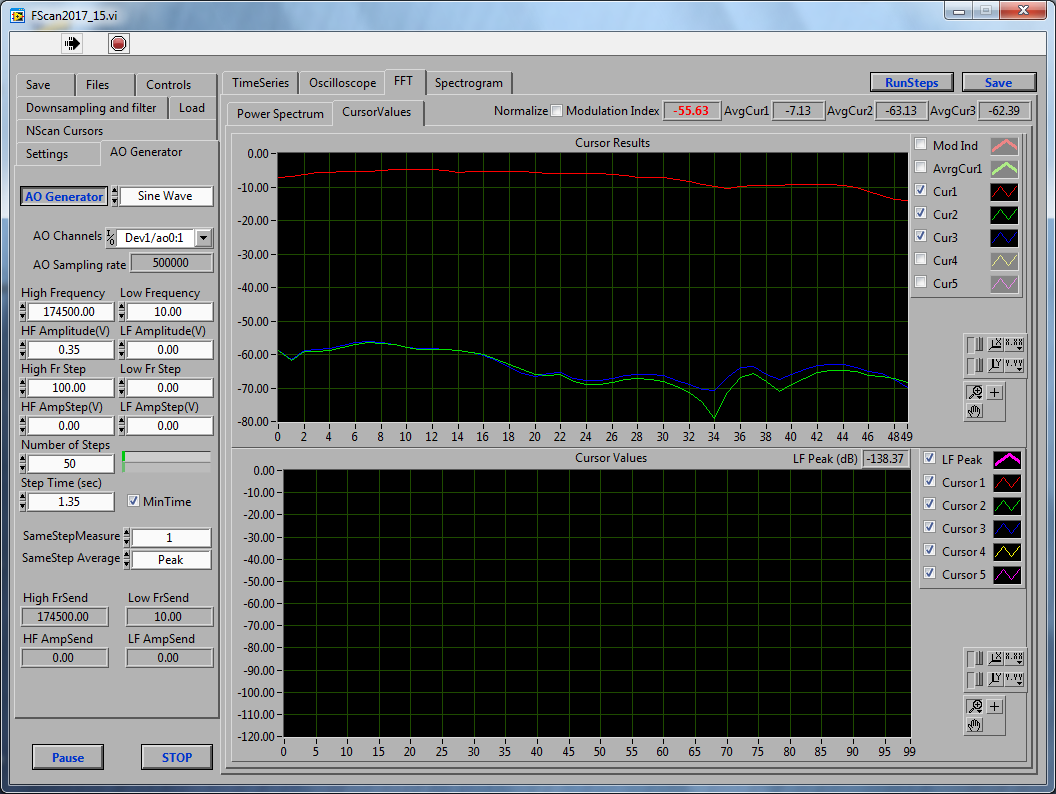 FScan2017_15.vi
Save Files Controls
Downsampling and filter Load
NScan Cursors
Settings AO Generator
AO Generator Sine Wave
AO Channels Dev1/ao0:1
AO Sampling rate 500000
High Frequency Low Frequency
174500.00 10.00
HF Amplitude(V) LF Amplitude(V)
0.35 0.00
High Fr Step Low Fr Step
100.00 0.00
HF AmpStep(V) LF AmpStep(V)
0.00 0.00
Number of Steps
50
Step Time (sec)
1.35 MinTime
SameStepMeasure 1
SameStep Average Peak
High FrSend Low FrSend
174500.00 10.00
HF AmpSend LF AmpSend
0.00 0.00
Pause STOP
TimeSeries Oscilloscope FFT Spectrogram RunSteps Save
Power Spectrum CursorValues Normalize Modulation Index -55.63 AvgCur1 -7.13 AvgCur2 -63.13 AvgCur3 -62.39
Cursor Results
0.00
-10.00
-20.00
-30.00
-40.00
-50.00
-60.00
-70.00
-80.00
0 2 4 6 8 10 12 14 16 18 20 22 24 26 28 30 32 34 36 38 40 42 44 46 48 49
Mod Ind
AvrgCur1
Cur1
Cur2
Cur3
Cur4
Cur5
X X.XX
Y Y.YY
Cursor Values LF Peak (dB) -138.37
0.00
-10.00
-20.00
-30.00
-40.00
-50.00
-60.00
-70.00
-80.00
-90.00
-100.00
-110.00
-120.00
0 5 10 15 20 25 30 35 40 45 50 55 60 65 70 75 80 85 90 95 99
LF Peak
Cursor 1
Cursor 2
Cursor 3
Cursor 4
Cursor 5
X X.XX
Y Y.YY